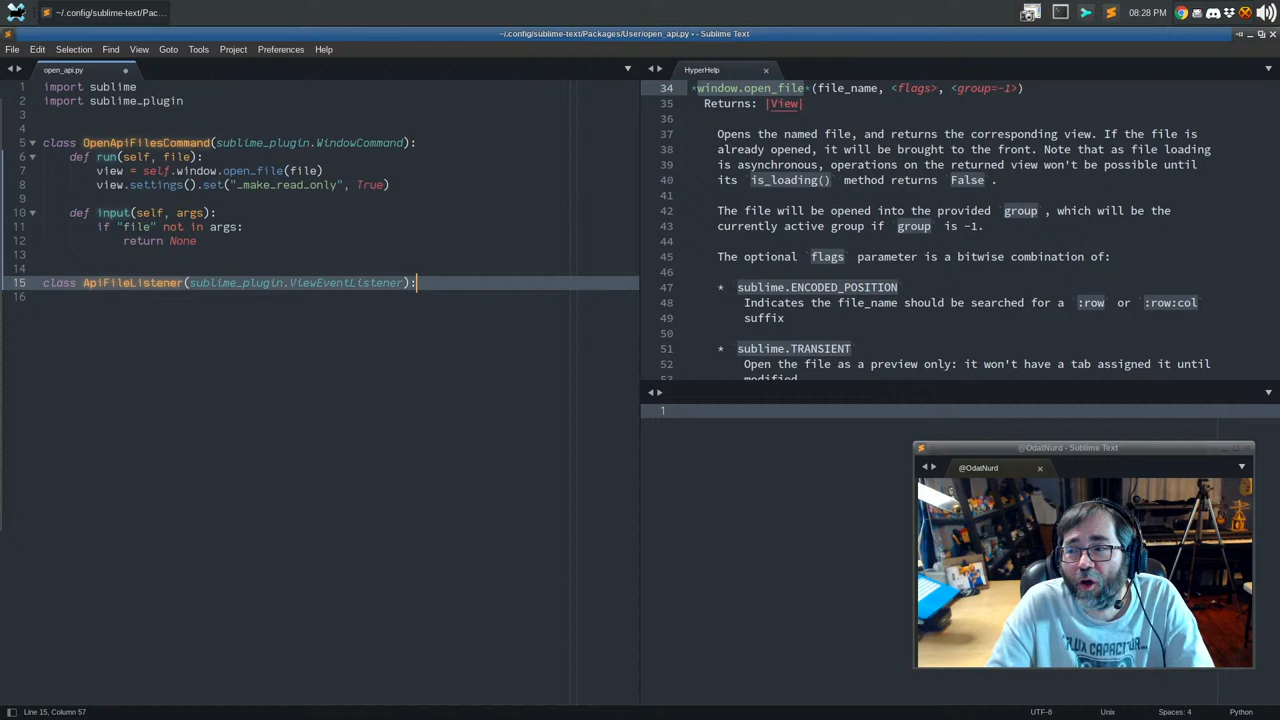 ~/.config/sublime-text/Pac...
08:28 PM
~/.config/sublime-text/Packages/User/open_api.py • - Sublime Text
File Edit Selection Find View Goto Tools Project Preferences Help
open_api.py
1 import sublime
2 import sublime_plugin
3
4
5 class OpenApiFilesCommand(sublime_plugin.WindowCommand):
6 def run(self, file):
7 view = self.window.open_file(file)
8 view.settings().set("_make_read_only", True)
9
10 def input(self, args):
11 if "file" not in args:
12 return None
13
14
15 class ApiFileListener(sublime_plugin.ViewEventListener):
16
HyperHelp
34 *window.open_file*(file_name, <flags>, <group=-1>)
35 Returns: |View|
36
37 Opens the named file, and returns the corresponding view. If the file is
38 already opened, it will be brought to the front. Note that as file loading
39 is asynchronous, operations on the returned view won't be possible until
40 its `is_loading()` method returns `False`.
41
42 The file will be opened into the provided `group`, which will be the
43 currently active group if `group` is -1.
44
45 The optional `flags` parameter is a bitwise combination of:
46
47 * `sublime.ENCODED_POSITION`
48 Indicates the file_name should be searched for a `:row` or `:row:col`
49 suffix
50
51 * `sublime.TRANSIENT`
52 Open the file as a preview only: it won't have a tab assigned it until
53 modified
1
@OdatNurd - Sublime Text
@OdatNurd
FLUX CAPACITOR
Line 15, Column 57
UTF-8 Unix Spaces: 4 Python